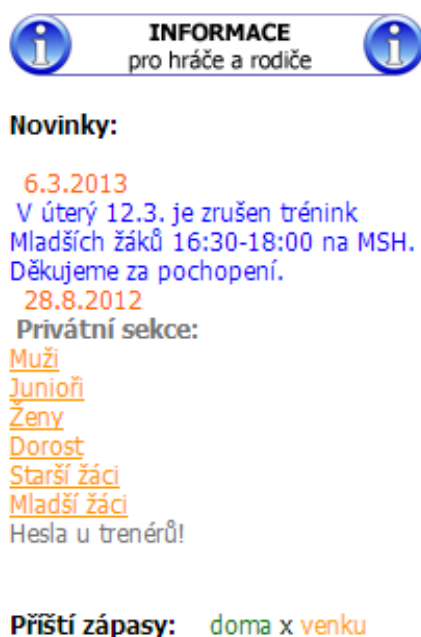 INFORMACE
pro hráče a rodiče
Novinky:
6.3.2013
V úterý 12.3. je zrušen trénink
Mladších žáků 16:30-18:00 na MSH.
Děkujeme za pochopení.
28.8.2012
Privátní sekce:
Muži
Junioři
Ženy
Dorost
Starší žáci
Mladší žáci
Hesla u trenérů!
Příští zápasy: doma x venku